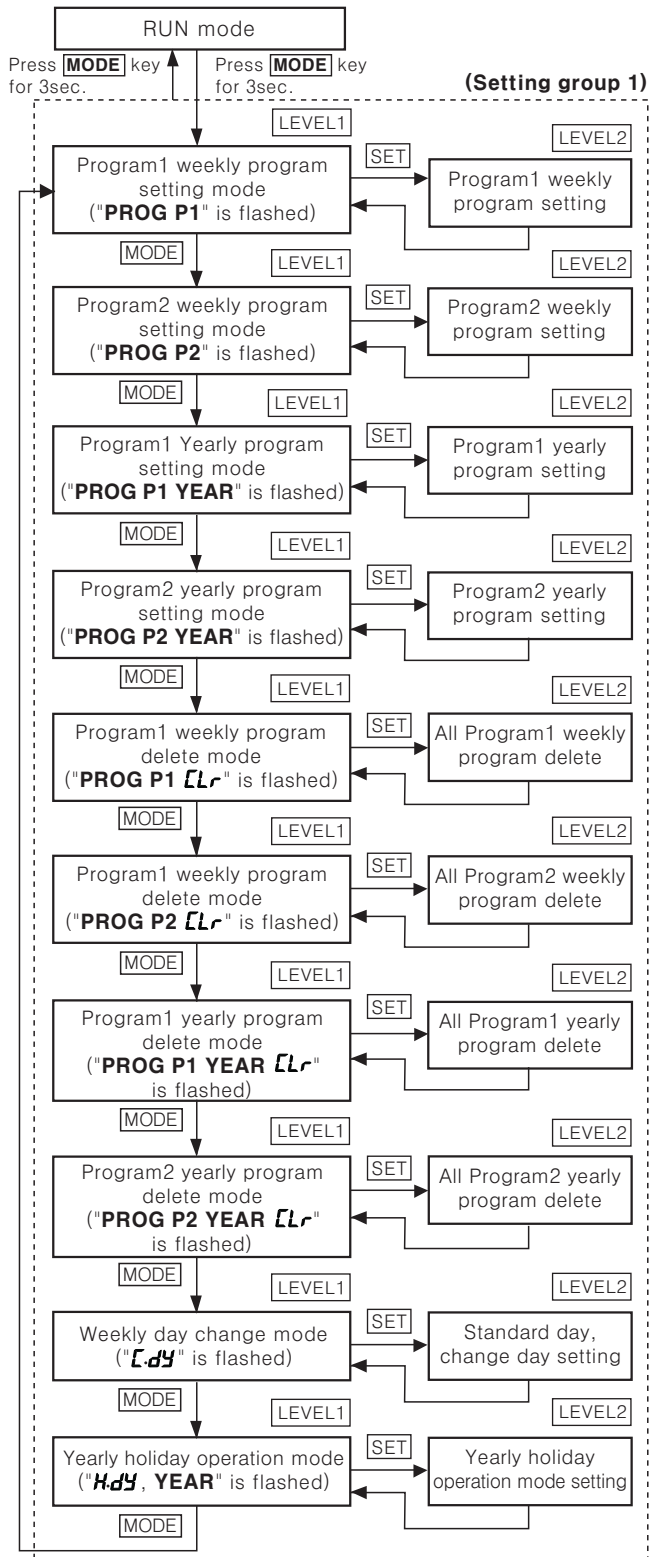 RUN mode
Press MODE key
for 3sec.
Press MODE key
for 3sec.
(Setting group 1)
LEVEL1
LEVEL2
Program1 weekly program
setting mode
("PROG P1" is flashed)
SET
Program1 weekly
program setting
MODE
LEVEL1
LEVEL2
Program2 weekly program
setting mode
("PROG P2" is flashed)
SET
Program2 weekly
program setting
MODE
LEVEL1
LEVEL2
Program1 Yearly program
setting mode
("PROG P1 YEAR" is flashed)
SET
Program1 yearly
program setting
MODE
LEVEL1
LEVEL2
Program2 yearly program
setting mode
("PROG P2 YEAR" is flashed)
SET
Program2 yearly
program setting
MODE
LEVEL1
LEVEL2
Program1 weekly program
delete mode
("PROG P1 CLr" is flashed)
SET
All Program1 weekly
program delete
MODE
LEVEL1
LEVEL2
Program1 weekly program
delete mode
("PROG P2 CLr" is flashed)
SET
All Program2 weekly
program delete
MODE
LEVEL1
LEVEL2
Program1 yearly program
delete mode
("PROG P1 YEAR CLr"
is flashed)
SET
All Program1 yearly
program delete
MODE
LEVEL1
LEVEL2
Program2 yearly program
delete mode
("PROG P2 YEAR CLr"
is flashed)
SET
All Program2 yearly
program delete
MODE
LEVEL1
LEVEL2
Weekly day change mode
("C.dY" is flashed)
SET
Standard day,
change day setting
MODE
LEVEL1
LEVEL2
Yearly holiday operation mode
("H.dY, YEAR" is flashed)
SET
Yearly holiday
operation mode setting
MODE